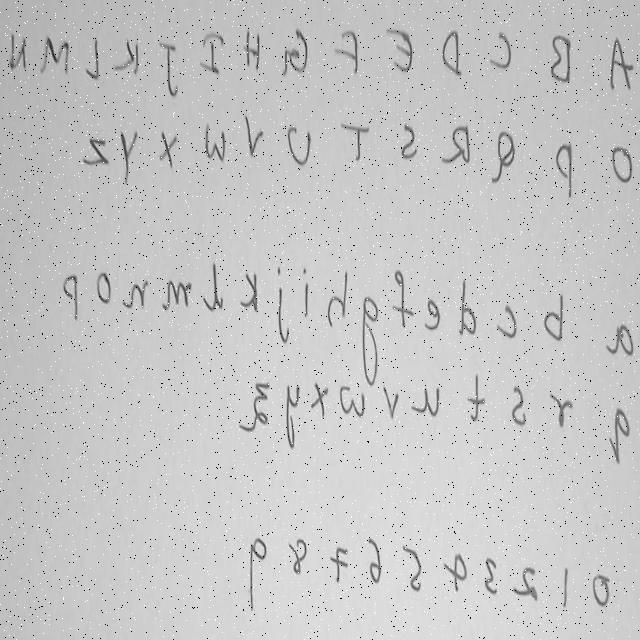 A B C D E F G H I J K L M N
O P Q R S T U V W X Y Z
a b c d e f g h i j k l m n o p
q r s t u v w x y z
0 1 2 3 4 5 6 7 8 9